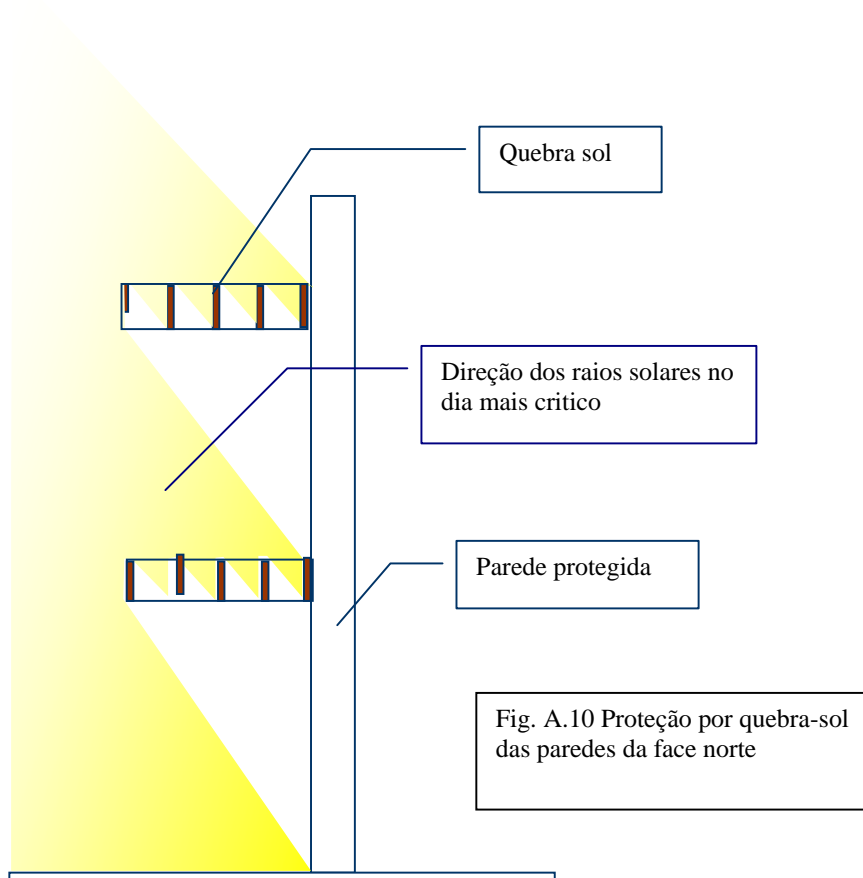 Quebra sol
Direção dos raios solares no
dia mais critico
Parede protegida
Fig. A.10 Proteção por quebra-sol
das paredes da face norte